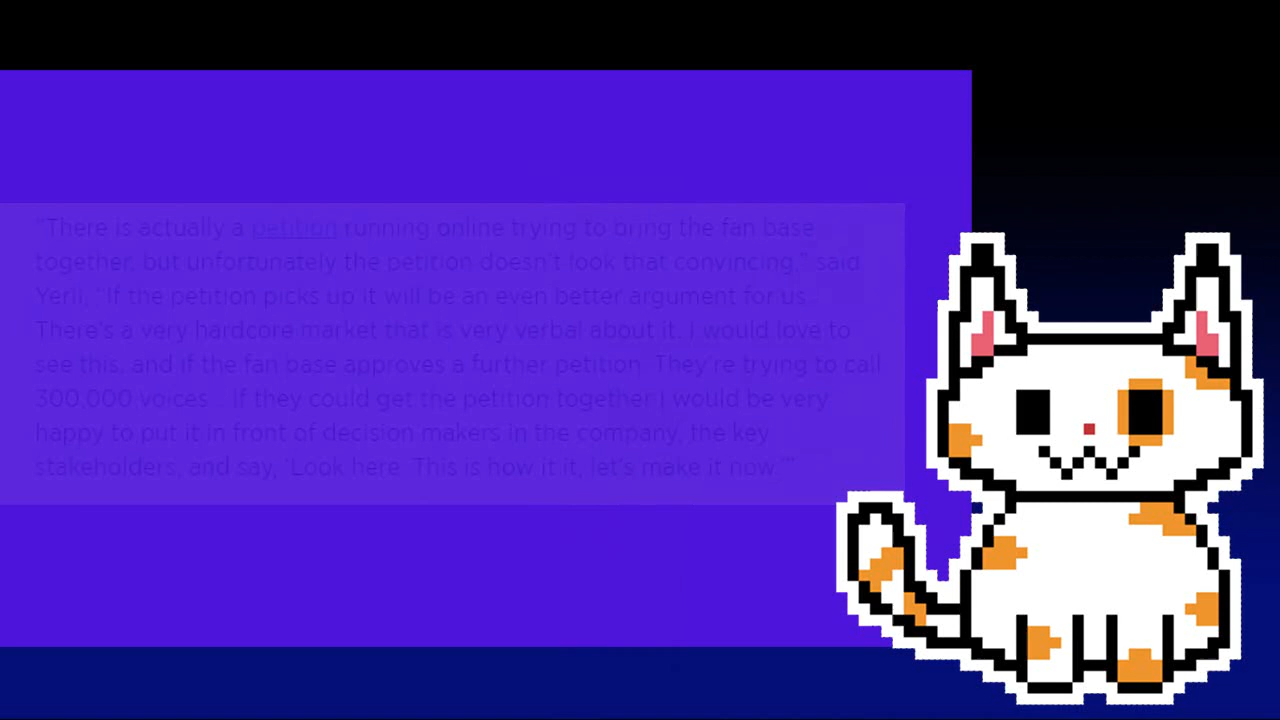 “There is actually a petition running online trying to bring the fan base
together, but unfortunately the petition doesn’t look that convincing,” said
Yerli, “If the petition picks up it will be an even better argument for us.
There’s a very hardcore market that is very verbal about it. I would love to
see this, and if the fan base approves a further petition. They’re trying to call
300,000 voices... If they could get the petition together I would be very
happy to put it in front of decision makers in the company, the key
stakeholders, and say, ‘Look here. This is how it it, let’s make it now.’”